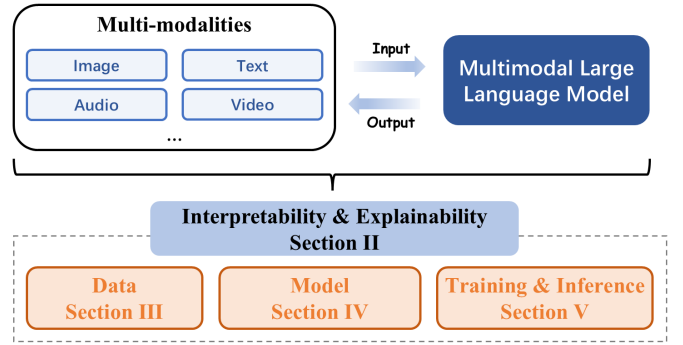 Multi-modalities
Image
Text
Audio
Video
...
Input
Output
Multimodal Large
Language Model
Interpretability & Explainability
Section II
Data
Section III
Model
Section IV
Training & Inference
Section V